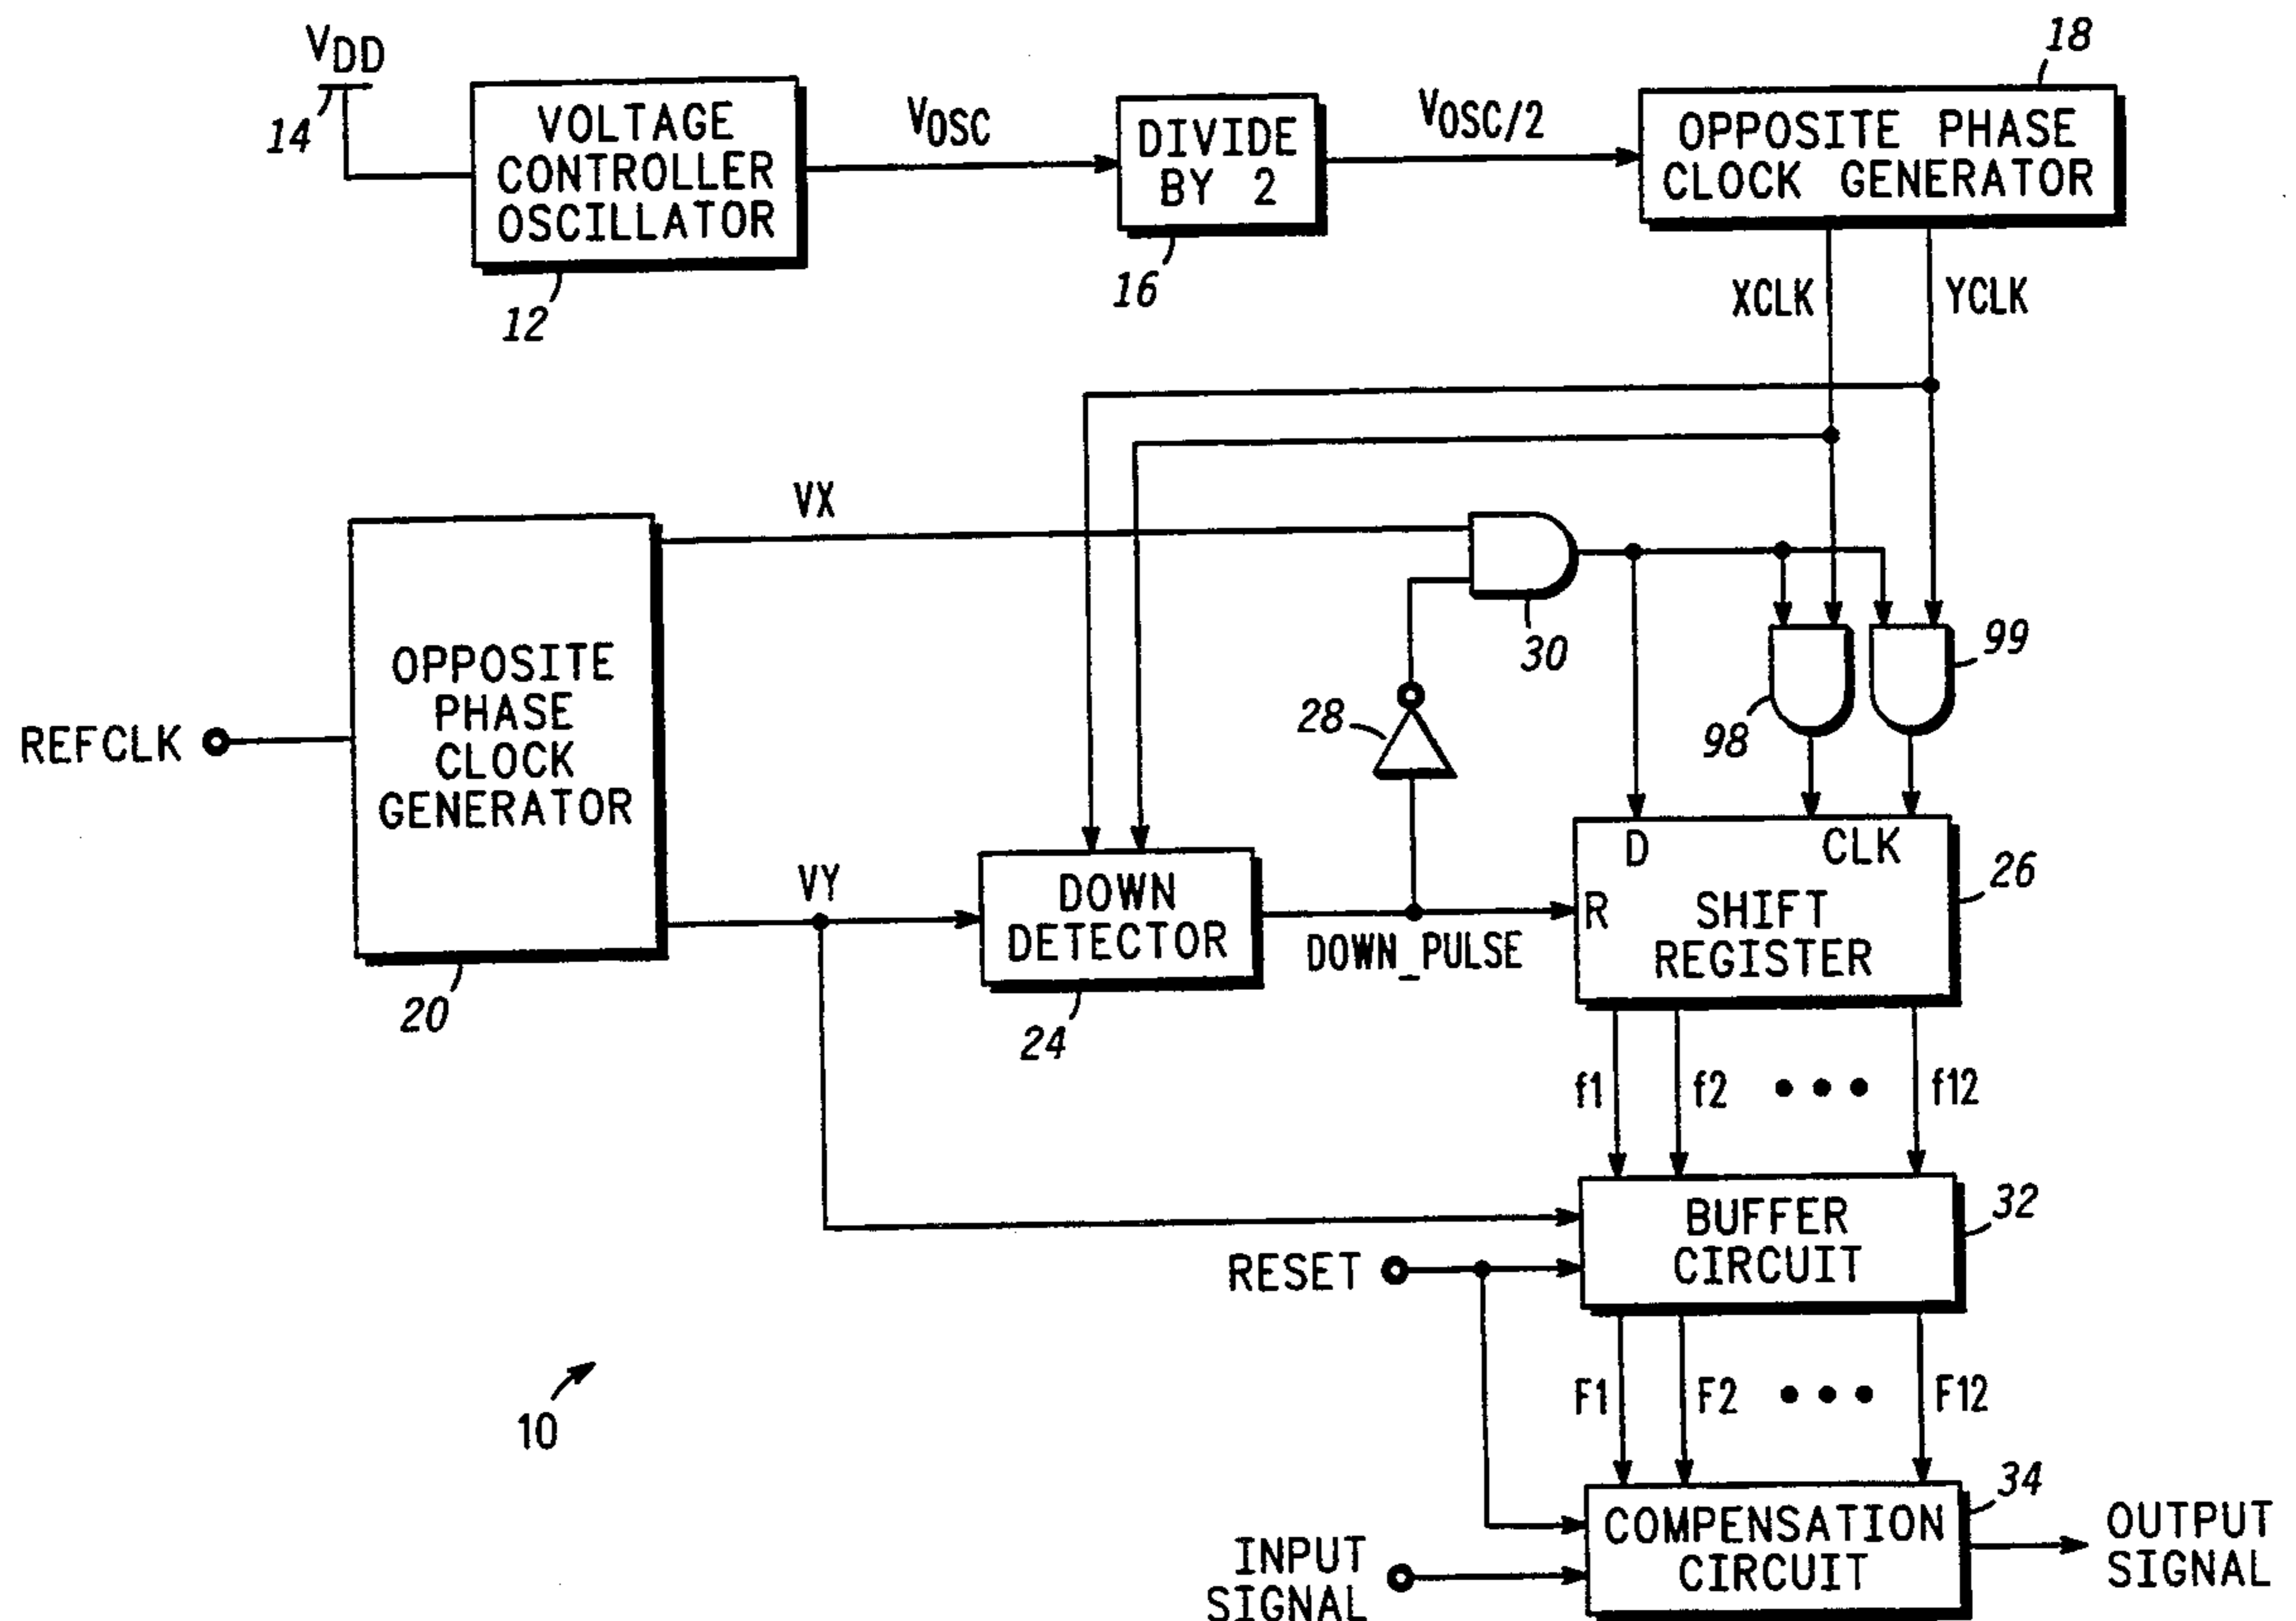 VDD
14
VOLTAGE
CONTROLLER
OSCILLATOR
12
VOSC
DIVIDE
BY 2
16
VOSC/2
OPPOSITE PHASE
CLOCK GENERATOR
18
XCLK
YCLK
VX
REFCLK
OPPOSITE
PHASE
CLOCK
GENERATOR
20
VY
DOWN
DETECTOR
24
DOWN_PULSE
28
30
98
99
D
CLK
R
SHIFT
REGISTER
26
f1
f2
•••
f12
BUFFER
CIRCUIT
32
RESET
F1
F2
•••
F12
10
COMPENSATION
CIRCUIT
34
INPUT
SIGNAL
OUTPUT
SIGNAL